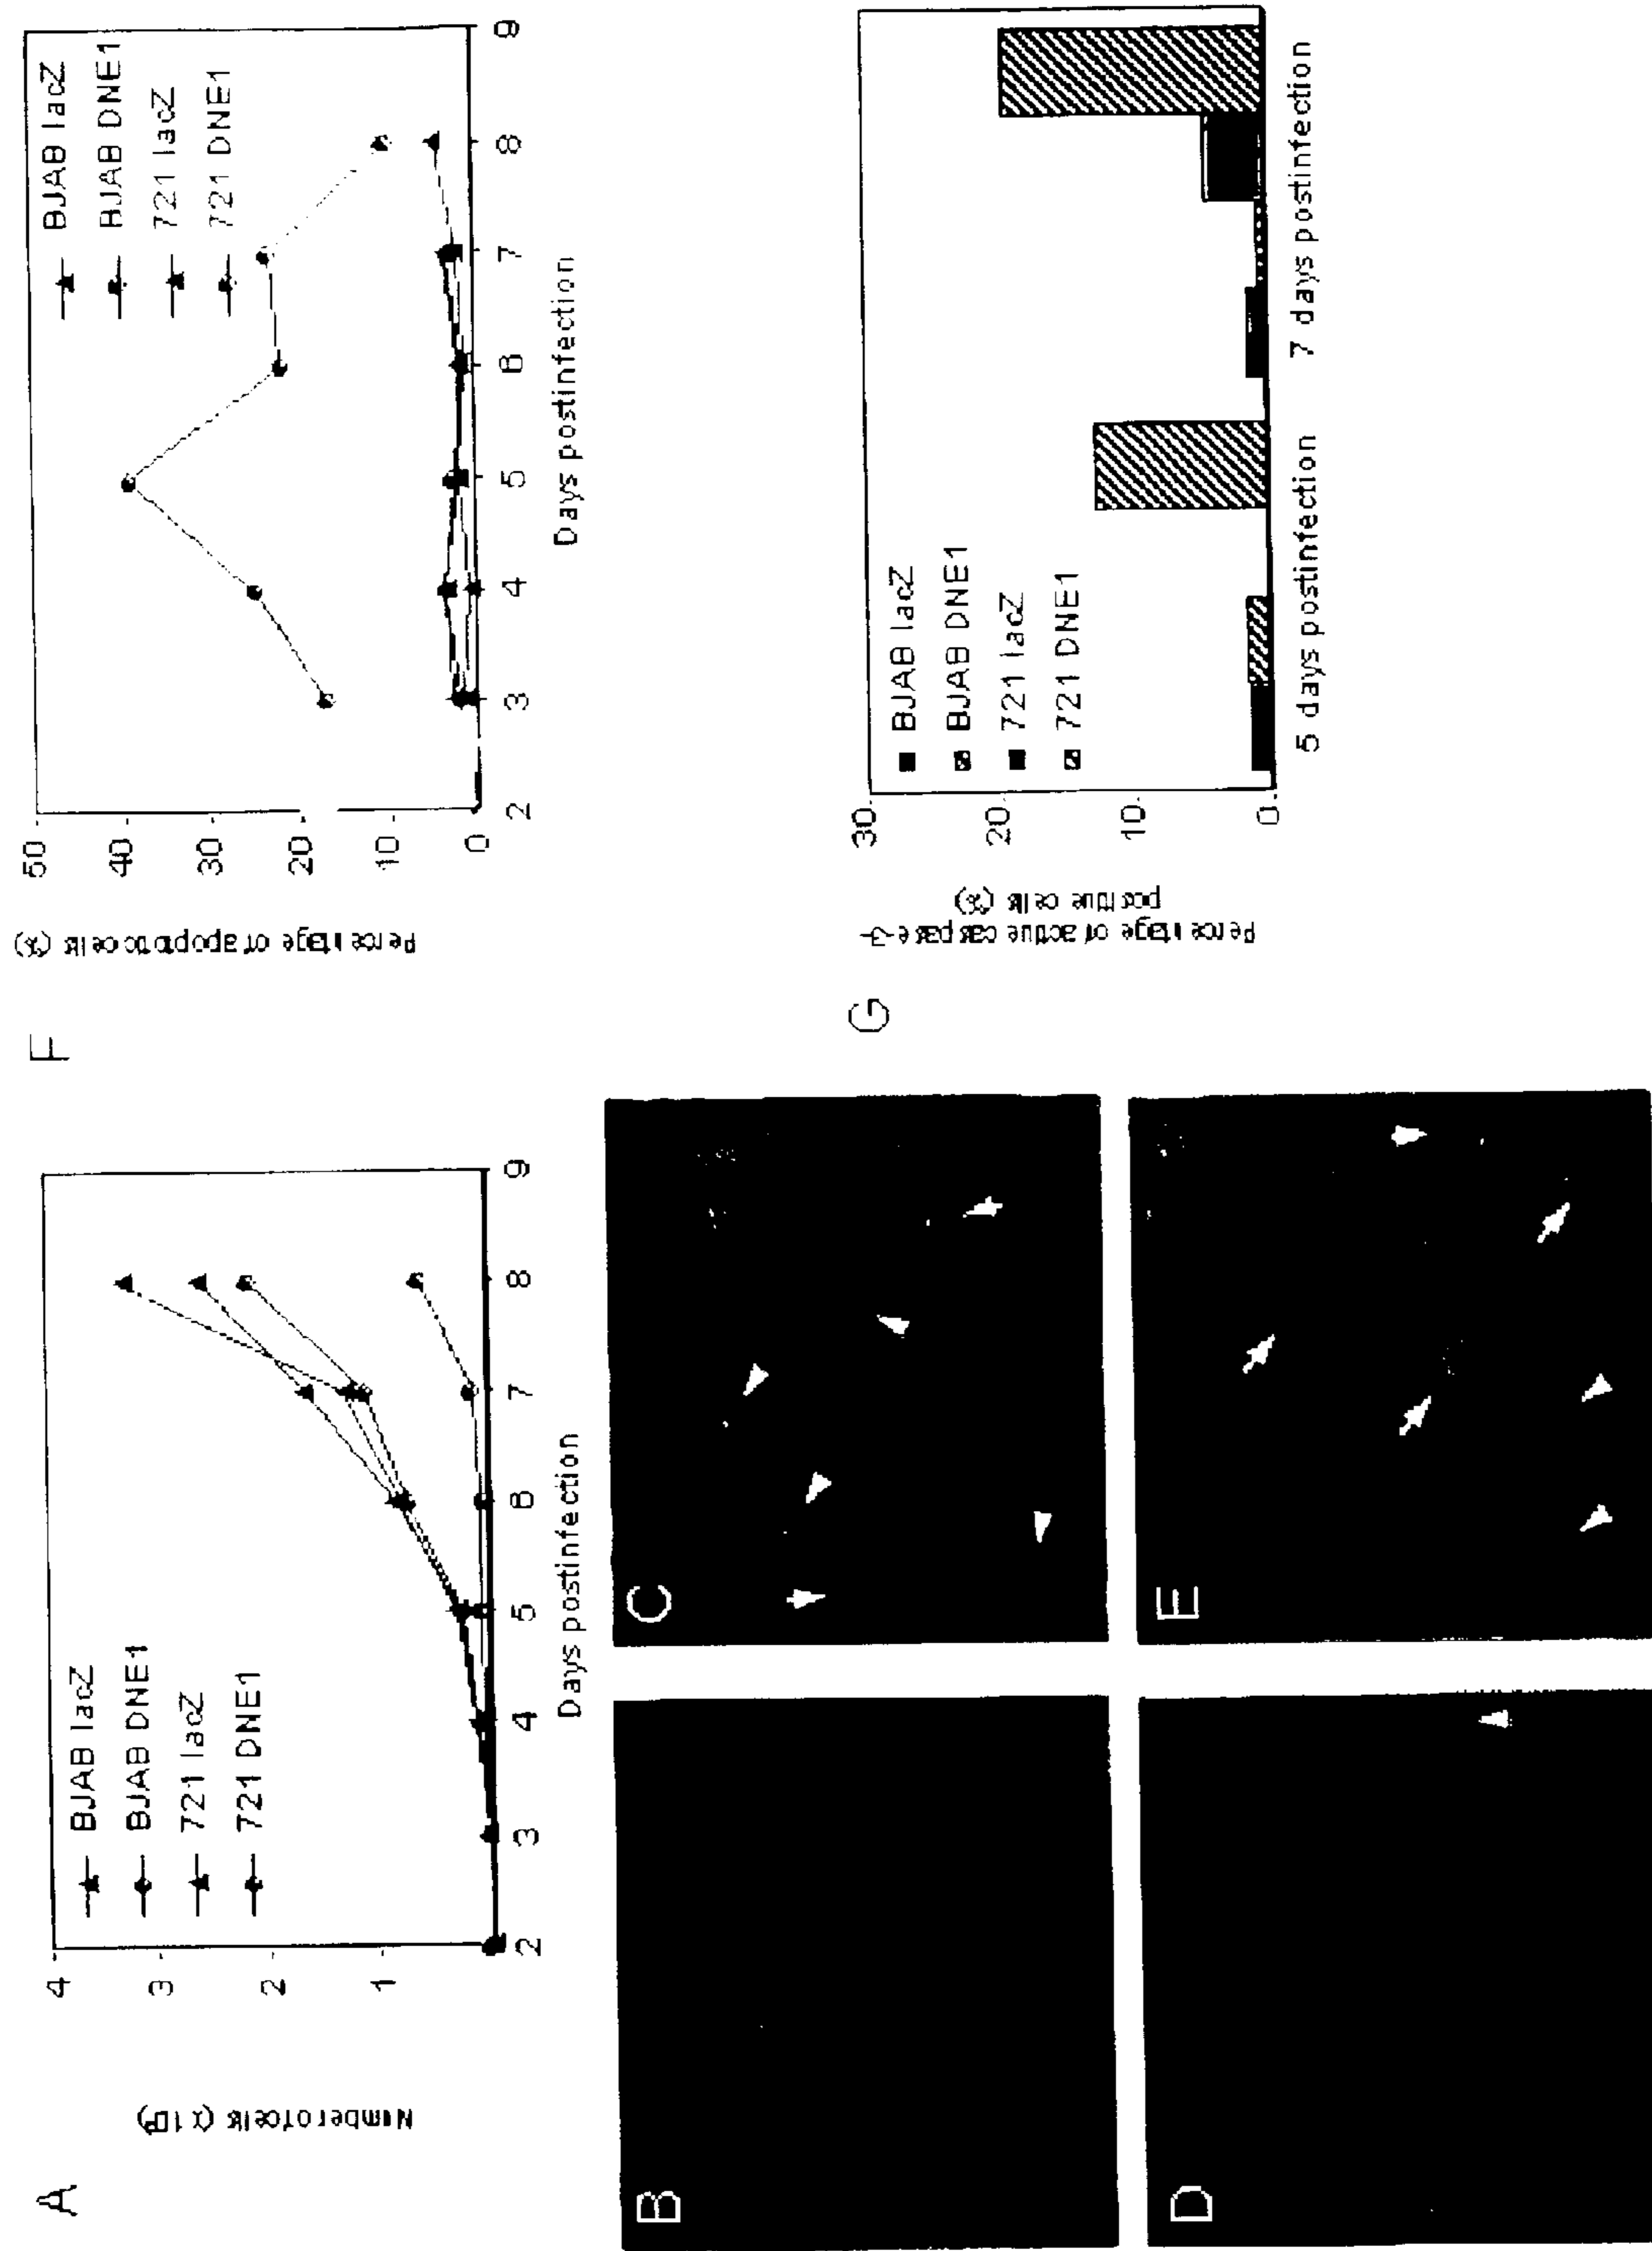 A
Number of cells (x10
4
3
2
1
BJAB lacZ
BJAB DNE1
721 lacZ
721 DNE1
2 3 4 5 6 7 8 9
Days postinfection
B
C
D
E
F
Percentage of apoptotic cells (%)
50
40
30
20
10
0
BJAB lacZ
BJAB DNE1
721 lacZ
721 DNE1
2 3 4 5 6 7 8 9
Days postinfection
G
Percentage of active caspase-3-
positive cells (%)
30
20
10
0
BJAB lacZ
BJAB DNE1
721 lacZ
721 DNE1
5 days postinfection
7 days postinfection